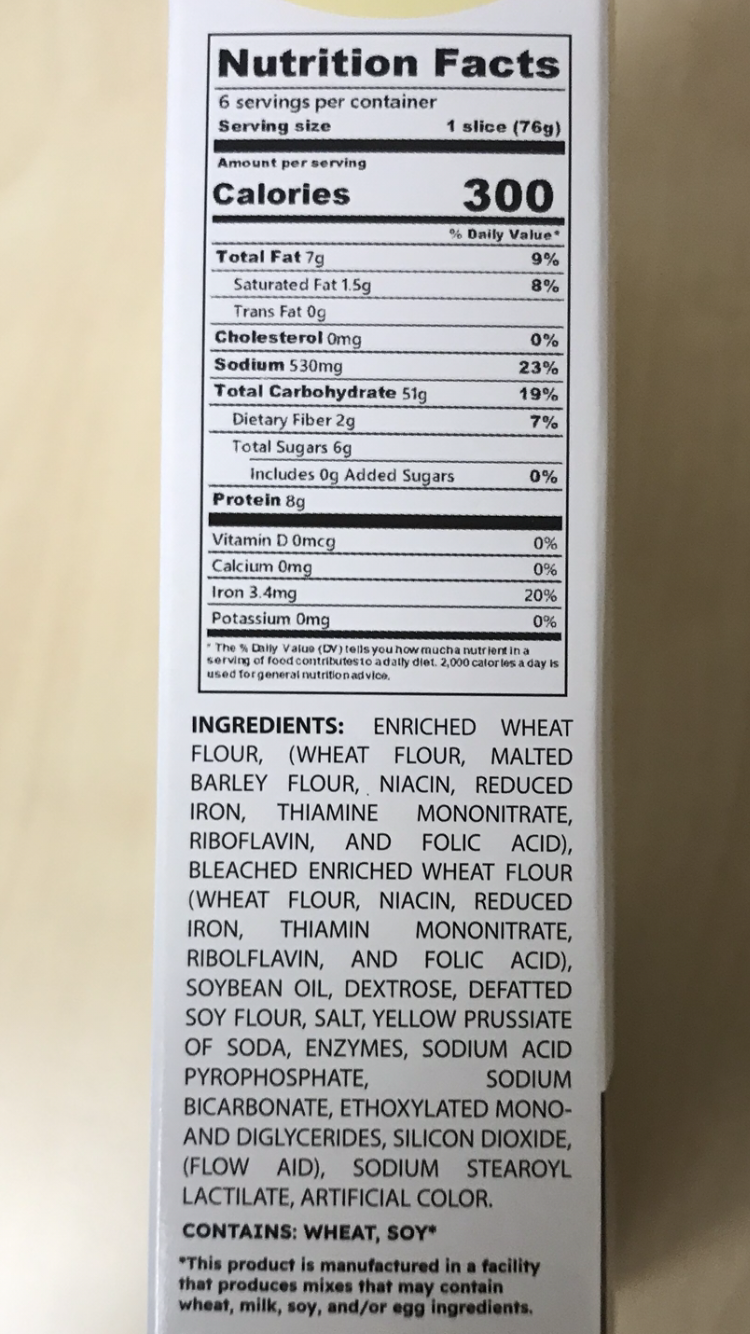 Nutrition Facts
6 servings per container
Serving size 1 slice (76g)
Amount per serving
Calories 300
% Daily Value*
Total Fat 7g 9%
Saturated Fat 1.5g 8%
Trans Fat 0g
Cholesterol 0mg 0%
Sodium 530mg 23%
Total Carbohydrate 51g 19%
Dietary Fiber 2g 7%
Total Sugars 6g
Includes 0g Added Sugars 0%
Protein 8g
Vitamin D 0mcg 0%
Calcium 0mg 0%
Iron 3.4mg 20%
Potassium 0mg 0%
* The % Daily Value (DV) tells you how much a nutrient in a
serving of food contributes to a daily diet. 2,000 calories a day is
used for general nutrition advice.
INGREDIENTS: ENRICHED WHEAT
FLOUR, (WHEAT FLOUR, MALTED
BARLEY FLOUR, NIACIN, REDUCED
IRON, THIAMINE MONONITRATE,
RIBOFLAVIN, AND FOLIC ACID),
BLEACHED ENRICHED WHEAT FLOUR
(WHEAT FLOUR, NIACIN, REDUCED
IRON, THIAMIN MONONITRATE,
RIBOLFLAVIN, AND FOLIC ACID),
SOYBEAN OIL, DEXTROSE, DEFATTED
SOY FLOUR, SALT, YELLOW PRUSSIATE
OF SODA, ENZYMES, SODIUM ACID
PYROPHOSPHATE, SODIUM
BICARBONATE, ETHOXYLATED MONO-
AND DIGLYCERIDES, SILICON DIOXIDE,
(FLOW AID), SODIUM STEAROYL
LACTILATE, ARTIFICIAL COLOR.
CONTAINS: WHEAT, SOY*
*This product is manufactured in a facility
that produces mixes that may contain
wheat, milk, soy, and/or egg ingredients.